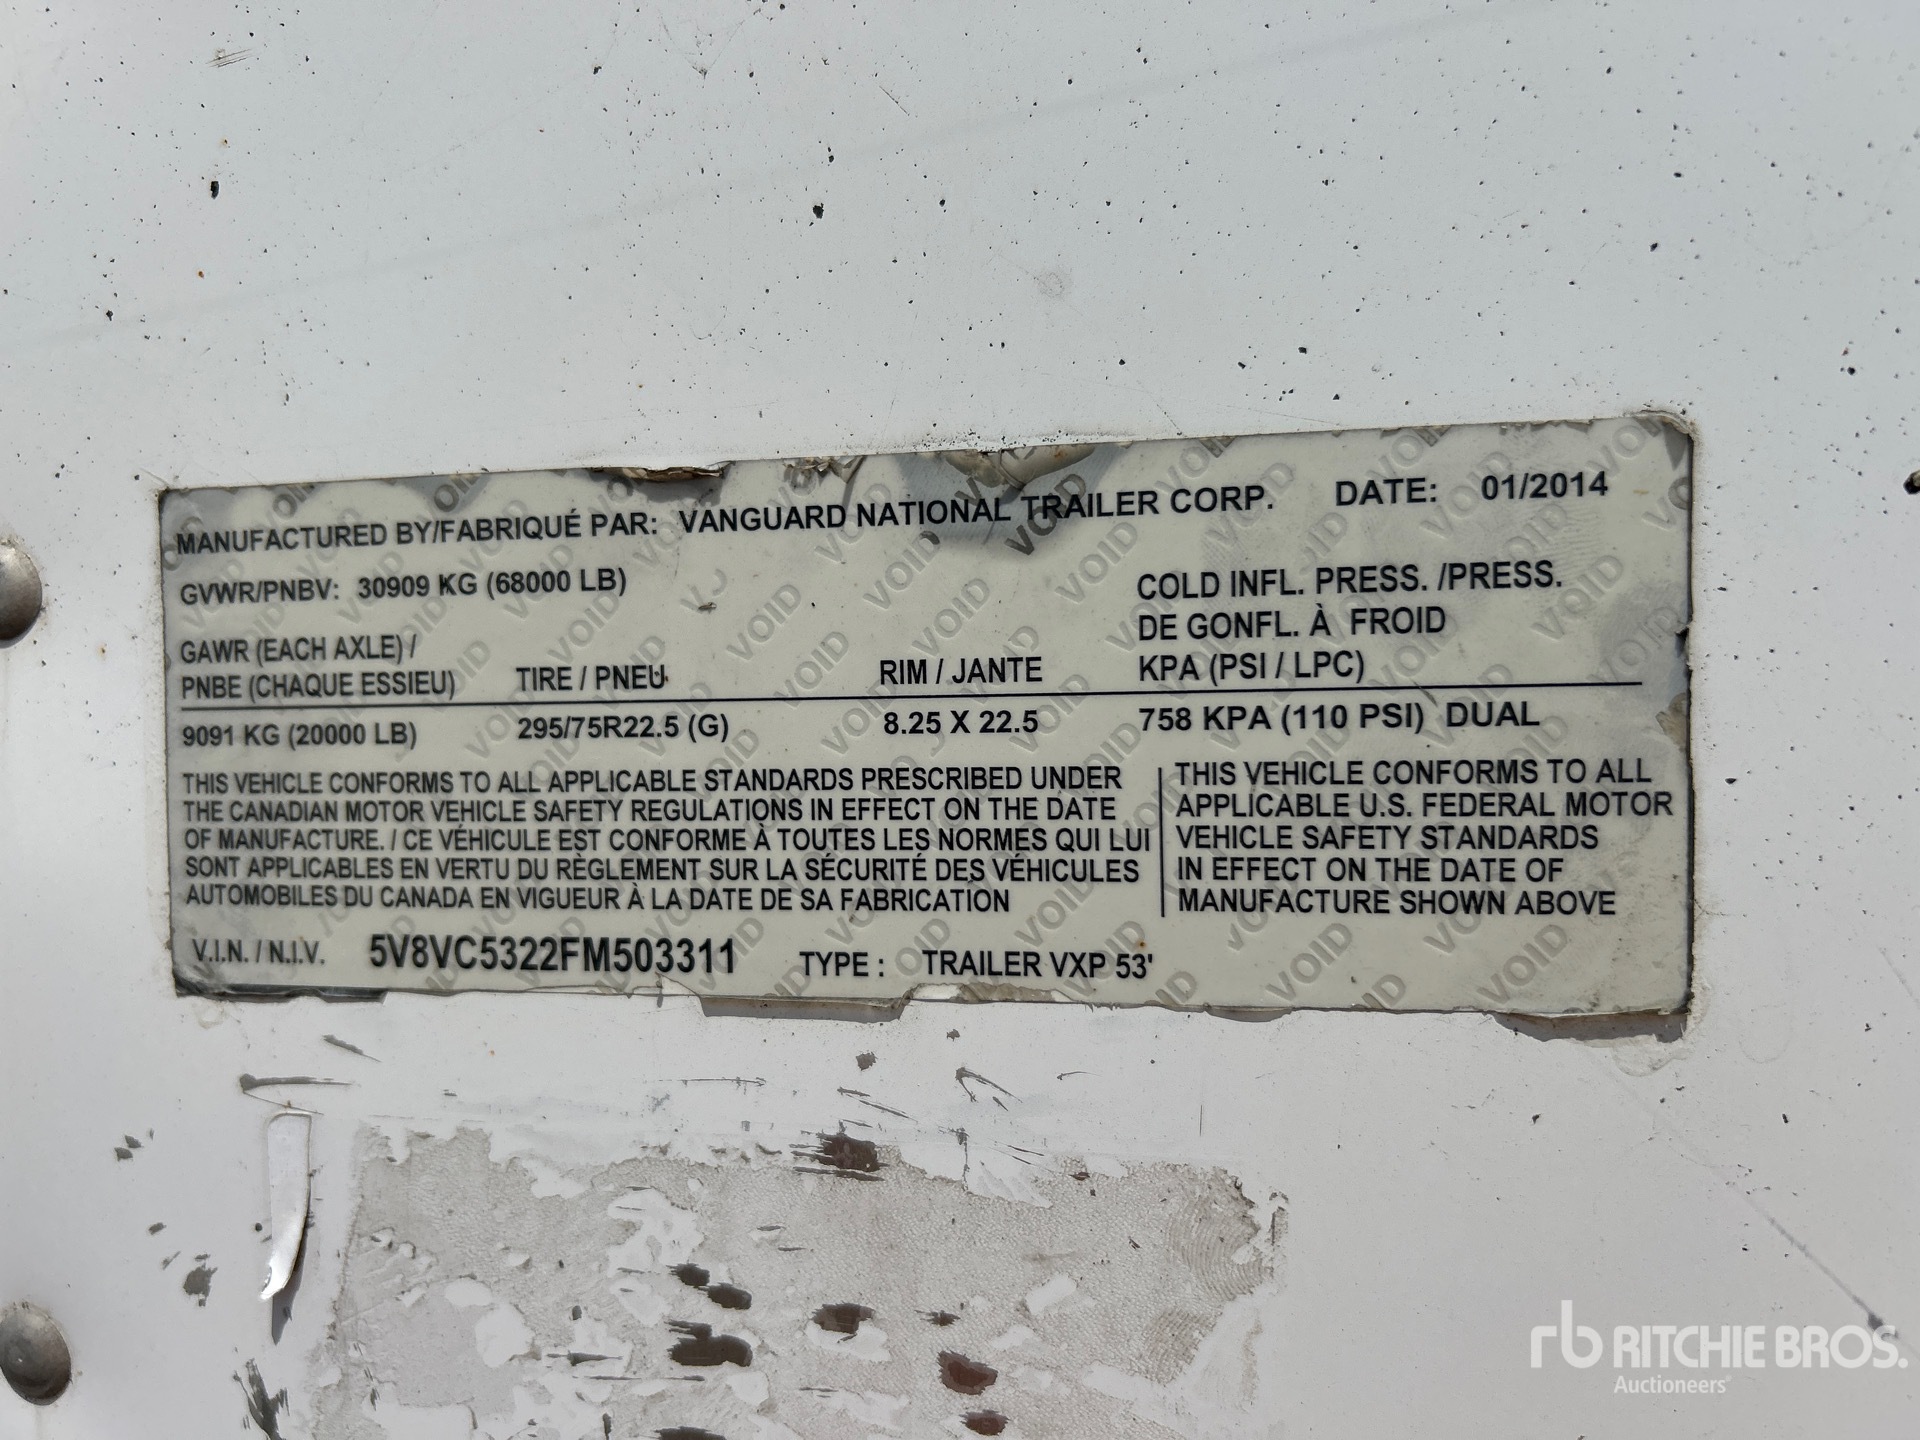 MANUFACTURED BY/FABRIQUÉ PAR: VANGUARD NATIONAL TRAILER CORP. DATE: 01/2014
GVWR/PNBV: 30909 KG (68000 LB)
COLD INFL. PRESS. /PRESS.
DE GONFL. À FROID
GAWR (EACH AXLE) /
PNBE (CHAQUE ESSIEU) TIRE / PNEU RIM / JANTE KPA (PSI / LPC)
9091 KG (20000 LB) 295/75R22.5 (G) 8.25 X 22.5 758 KPA (110 PSI) DUAL
THIS VEHICLE CONFORMS TO ALL APPLICABLE STANDARDS PRESCRIBED UNDER
THE CANADIAN MOTOR VEHICLE SAFETY REGULATIONS IN EFFECT ON THE DATE
OF MANUFACTURE. / CE VÉHICULE EST CONFORME À TOUTES LES NORMES QUI LUI
SONT APPLICABLES EN VERTU DU RÈGLEMENT SUR LA SÉCURITÉ DES VÉHICULES
AUTOMOBILES DU CANADA EN VIGUEUR À LA DATE DE SA FABRICATION
THIS VEHICLE CONFORMS TO ALL
APPLICABLE U.S. FEDERAL MOTOR
VEHICLE SAFETY STANDARDS
IN EFFECT ON THE DATE OF
MANUFACTURE SHOWN ABOVE
V.I.N. / N.I.V. 5V8VC5322FM503311 TYPE : TRAILER VXP 53'
rb RITCHIE BROS.
Auctioneers